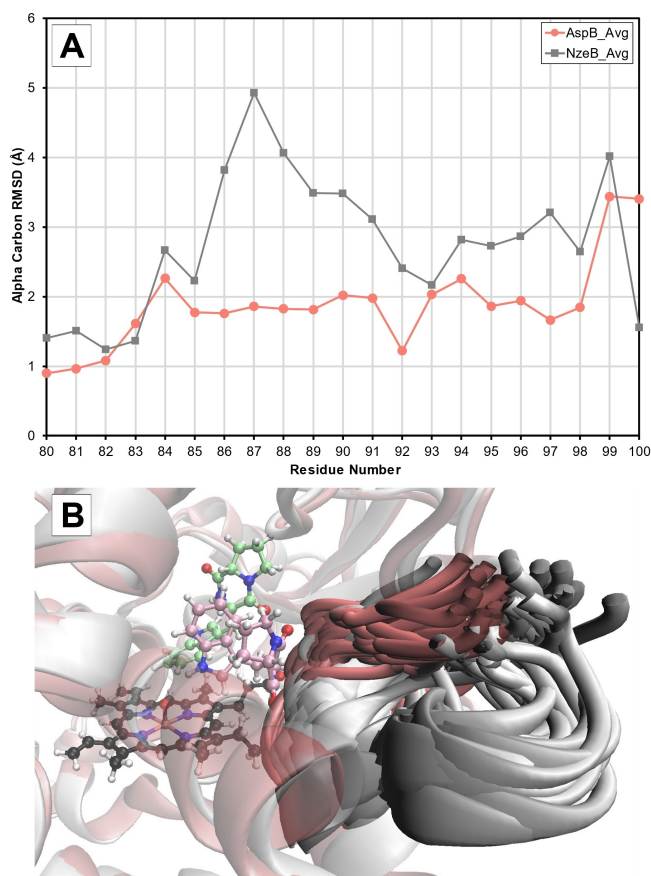 A
AspB_Avg
NzeB_Avg
6
5
4
3
2
1
0
Alpha Carbon RMSD (Å)
80 81 82 83 84 85 86 87 88 89 90 91 92 93 94 95 96 97 98 99 100
Residue Number
B